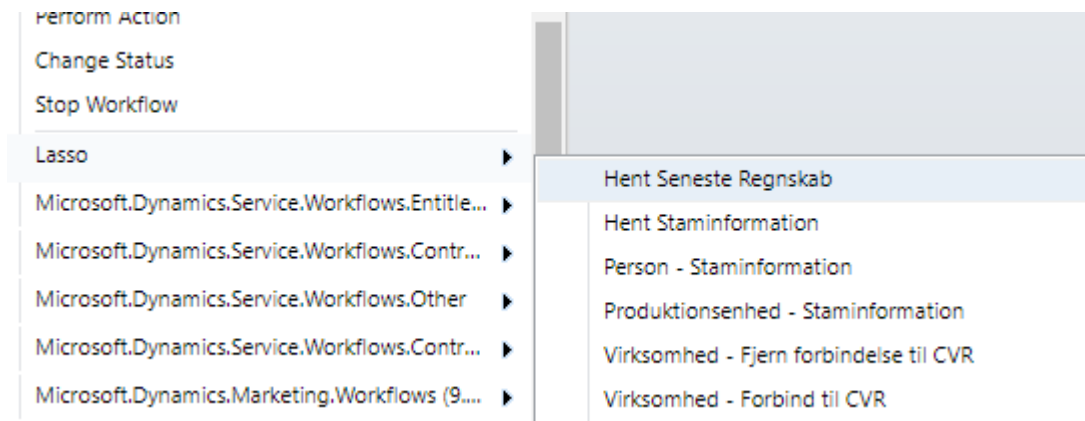 Perform Action
Change Status
Stop Workflow
Lasso
Microsoft.Dynamics.Service.Workflows.Entitle...
Microsoft.Dynamics.Service.Workflows.Contr...
Microsoft.Dynamics.Service.Workflows.Other
Microsoft.Dynamics.Service.Workflows.Contr...
Microsoft.Dynamics.Marketing.Workflows (9....
Hent Seneste Regnskab
Hent Staminformation
Person - Staminformation
Produktionsenhed - Staminformation
Virksomhed - Fjern forbindelse til CVR
Virksomhed - Forbind til CVR